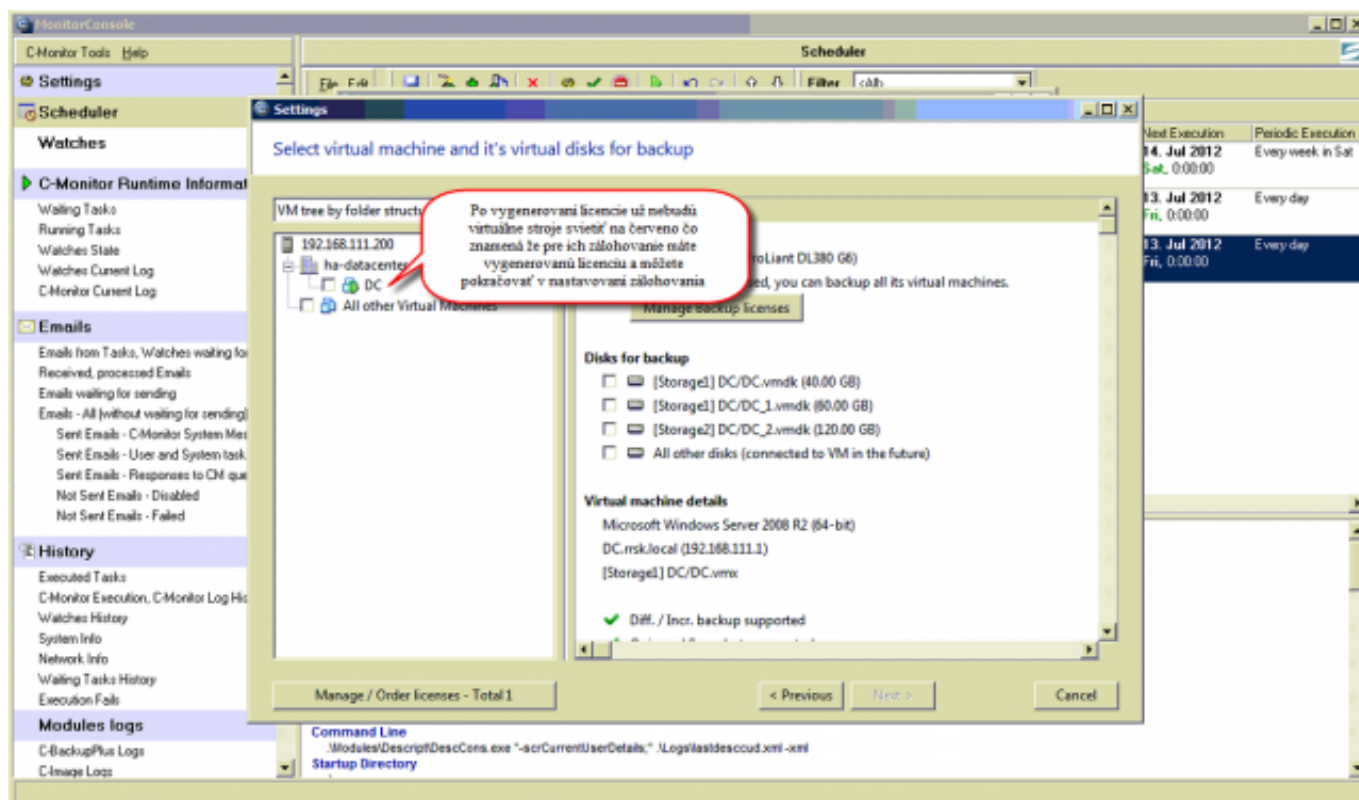 MonitorConsole
C-Monitor Tools Help
Scheduler
Settings
File Edit
Filter <All>
Scheduler
Watches
C-Monitor Runtime Informat
Waiting Tasks
Running Tasks
Watches State
Watches Current Log
C-Monitor Current Log
Emails
Emails from Tasks, Watches waiting fo
Received, processed Emails
Emails waiting for sending
Emails - All (without waiting for sending)
Sent Emails - C-Monitor System Mes
Sent Emails - User and System task
Sent Emails - Responses to CM que
Not Sent Emails - Disabled
Not Sent Emails - Failed
History
Executed Tasks
C-Monitor Execution, C-Monitor Log His
Watches History
System Info
Network Info
Waiting Tasks History
Execution Fails
Modules logs
C-BackupPlus Logs
C-Image Logs
Settings
Select virtual machine and it's virtual disks for backup
VM tree by folder structu
192.168.111.200
ha-datacenter
DC
All other Virtual Machines
Po vygenerovaní licencie už nebudú
virtuálne stroje svietiť na červeno čo
znamená že pre ich zálohovanie máte
vygenerovanú licenciu a môžete
pokračovať v nastavovaní zálohovania
roLiant DL380 G6)
sed, you can backup all its virtual machines.
Manage Backup licenses
Disks for backup
[Storage1] DC/DC.vmdk (40.00 GB)
[Storage1] DC/DC_1.vmdk (60.00 GB)
[Storage2] DC/DC_2.vmdk (120.00 GB)
All other disks (connected to VM in the future)
Virtual machine details
Microsoft Windows Server 2008 R2 (64-bit)
DC.rrsk.local (192.168.111.1)
[Storage1] DC/DC.vmx
Diff. / Incr. backup supported
Manage / Order licenses - Total 1
< Previous
Next >
Cancel
Next Execution Periodic Execution
14. Jul 2012 Every week in Sat
Sat, 0:00:00
13. Jul 2012 Every day
Fri, 0:00:00
13. Jul 2012 Every day
Fri, 0:00:00
Command Line
.\Modules\Descript\DescCons.exe "-scrCurrentUserDetails;" .\Logs\lastdesccud.xml -xml
Startup Directory